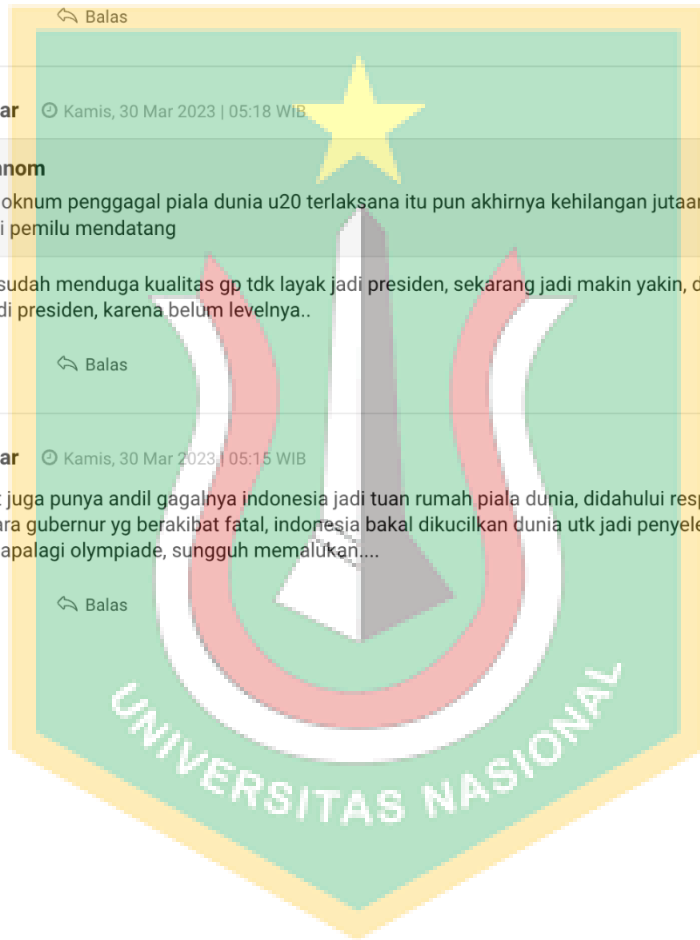 Balas
ar Kamis, 30 Mar 2023 | 05:18 WIB
nom
oknum penggagal piala dunia u20 terlaksana itu pun akhirnya kehilangan jutaan
i pemilu mendatang
sudah menduga kualitas gp tdk layak jadi presiden, sekarang jadi makin yakin, d
di presiden, karena belum levelnya..
Balas
ar Kamis, 30 Mar 2023 | 05:15 WIB
t juga punya andil gagalnya indonesia jadi tuan rumah piala dunia, didahului resp
ara gubernur yg berakibat fatal, indonesia bakal dikucilkan dunia utk jadi penyele
apalagi olympiade, sungguh memalukan....
Balas
UNIVERSITAS NASIONAL